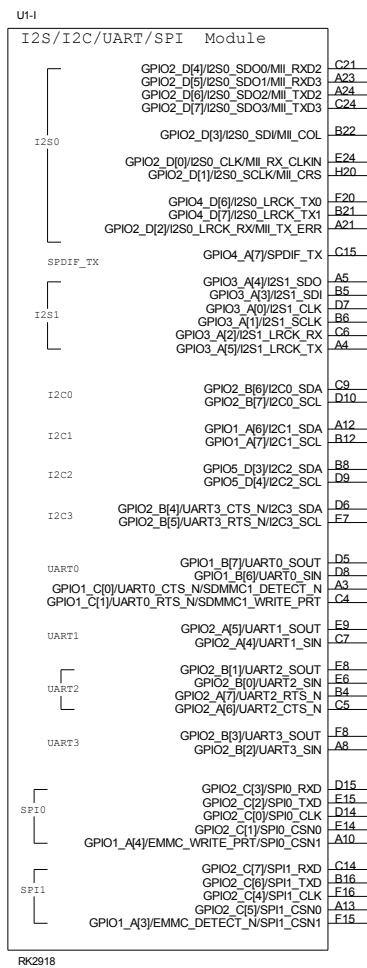 U1-I
I2S/I2C/UART/SPI Module
I2S0
GPIO2_D[4]/I2S0_SDO0/MII_RXD2 C21
GPIO2_D[5]/I2S0_SDO1/MII_RXD3 A23
GPIO2_D[6]/I2S0_SDO2/MII_TXD2 A24
GPIO2_D[7]/I2S0_SDO3/MII_TXD3 C24
GPIO2_D[3]/I2S0_SDI/MII_COL B22
GPIO2_D[0]/I2S0_CLK/MII_RX_CLKIN E24
GPIO2_D[1]/I2S0_SCLK/MII_CRS H20
GPIO4_D[6]/I2S0_LRCK_TX0 F20
GPIO4_D[7]/I2S0_LRCK_TX1 B21
GPIO2_D[2]/I2S0_LRCK_RX/MII_TX_ERR A21
SPDIF_TX
GPIO4_A[7]/SPDIF_TX C15
I2S1
GPIO3_A[4]/I2S1_SDO A5
GPIO3_A[3]/I2S1_SDI B5
GPIO3_A[0]/I2S1_CLK D7
GPIO3_A[1]/I2S1_SCLK B6
GPIO3_A[2]/I2S1_LRCK_RX C6
GPIO3_A[5]/I2S1_LRCK_TX A4
I2C0
GPIO2_B[6]/I2C0_SDA C9
GPIO2_B[7]/I2C0_SCL D10
I2C1
GPIO1_A[6]/I2C1_SDA A12
GPIO1_A[7]/I2C1_SCL B12
I2C2
GPIO5_D[3]/I2C2_SDA B8
GPIO5_D[4]/I2C2_SCL D9
I2C3
GPIO2_B[4]/UART3_CTS_N/I2C3_SDA D6
GPIO2_B[5]/UART3_RTS_N/I2C3_SCL E7
UART0
GPIO1_B[7]/UART0_SOUT D5
GPIO1_B[6]/UART0_SIN D8
GPIO1_C[0]/UART0_CTS_N/SDMMC1_DETECT_N A3
GPIO1_C[1]/UART0_RTS_N/SDMMC1_WRITE_PRT C4
UART1
GPIO2_A[5]/UART1_SOUT E9
GPIO2_A[4]/UART1_SIN C7
UART2
GPIO2_B[1]/UART2_SOUT E8
GPIO2_B[0]/UART2_SIN E6
GPIO2_A[7]/UART2_RTS_N B4
GPIO2_A[6]/UART2_CTS_N C5
UART3
GPIO2_B[3]/UART3_SOUT F8
GPIO2_B[2]/UART3_SIN A8
SPI0
GPIO2_C[3]/SPI0_RXD D15
GPIO2_C[2]/SPI0_TXD E15
GPIO2_C[0]/SPI0_CLK D14
GPIO2_C[1]/SPI0_CSN0 E14
GPIO1_A[4]/EMMC_WRITE_PRT/SPI0_CSN1 A10
SPI1
GPIO2_C[7]/SPI1_RXD C14
GPIO2_C[6]/SPI1_TXD B16
GPIO2_C[4]/SPI1_CLK F16
GPIO2_C[5]/SPI1_CSN0 A13
GPIO1_A[3]/EMMC_DETECT_N/SPI1_CSN1 F15
RK2918